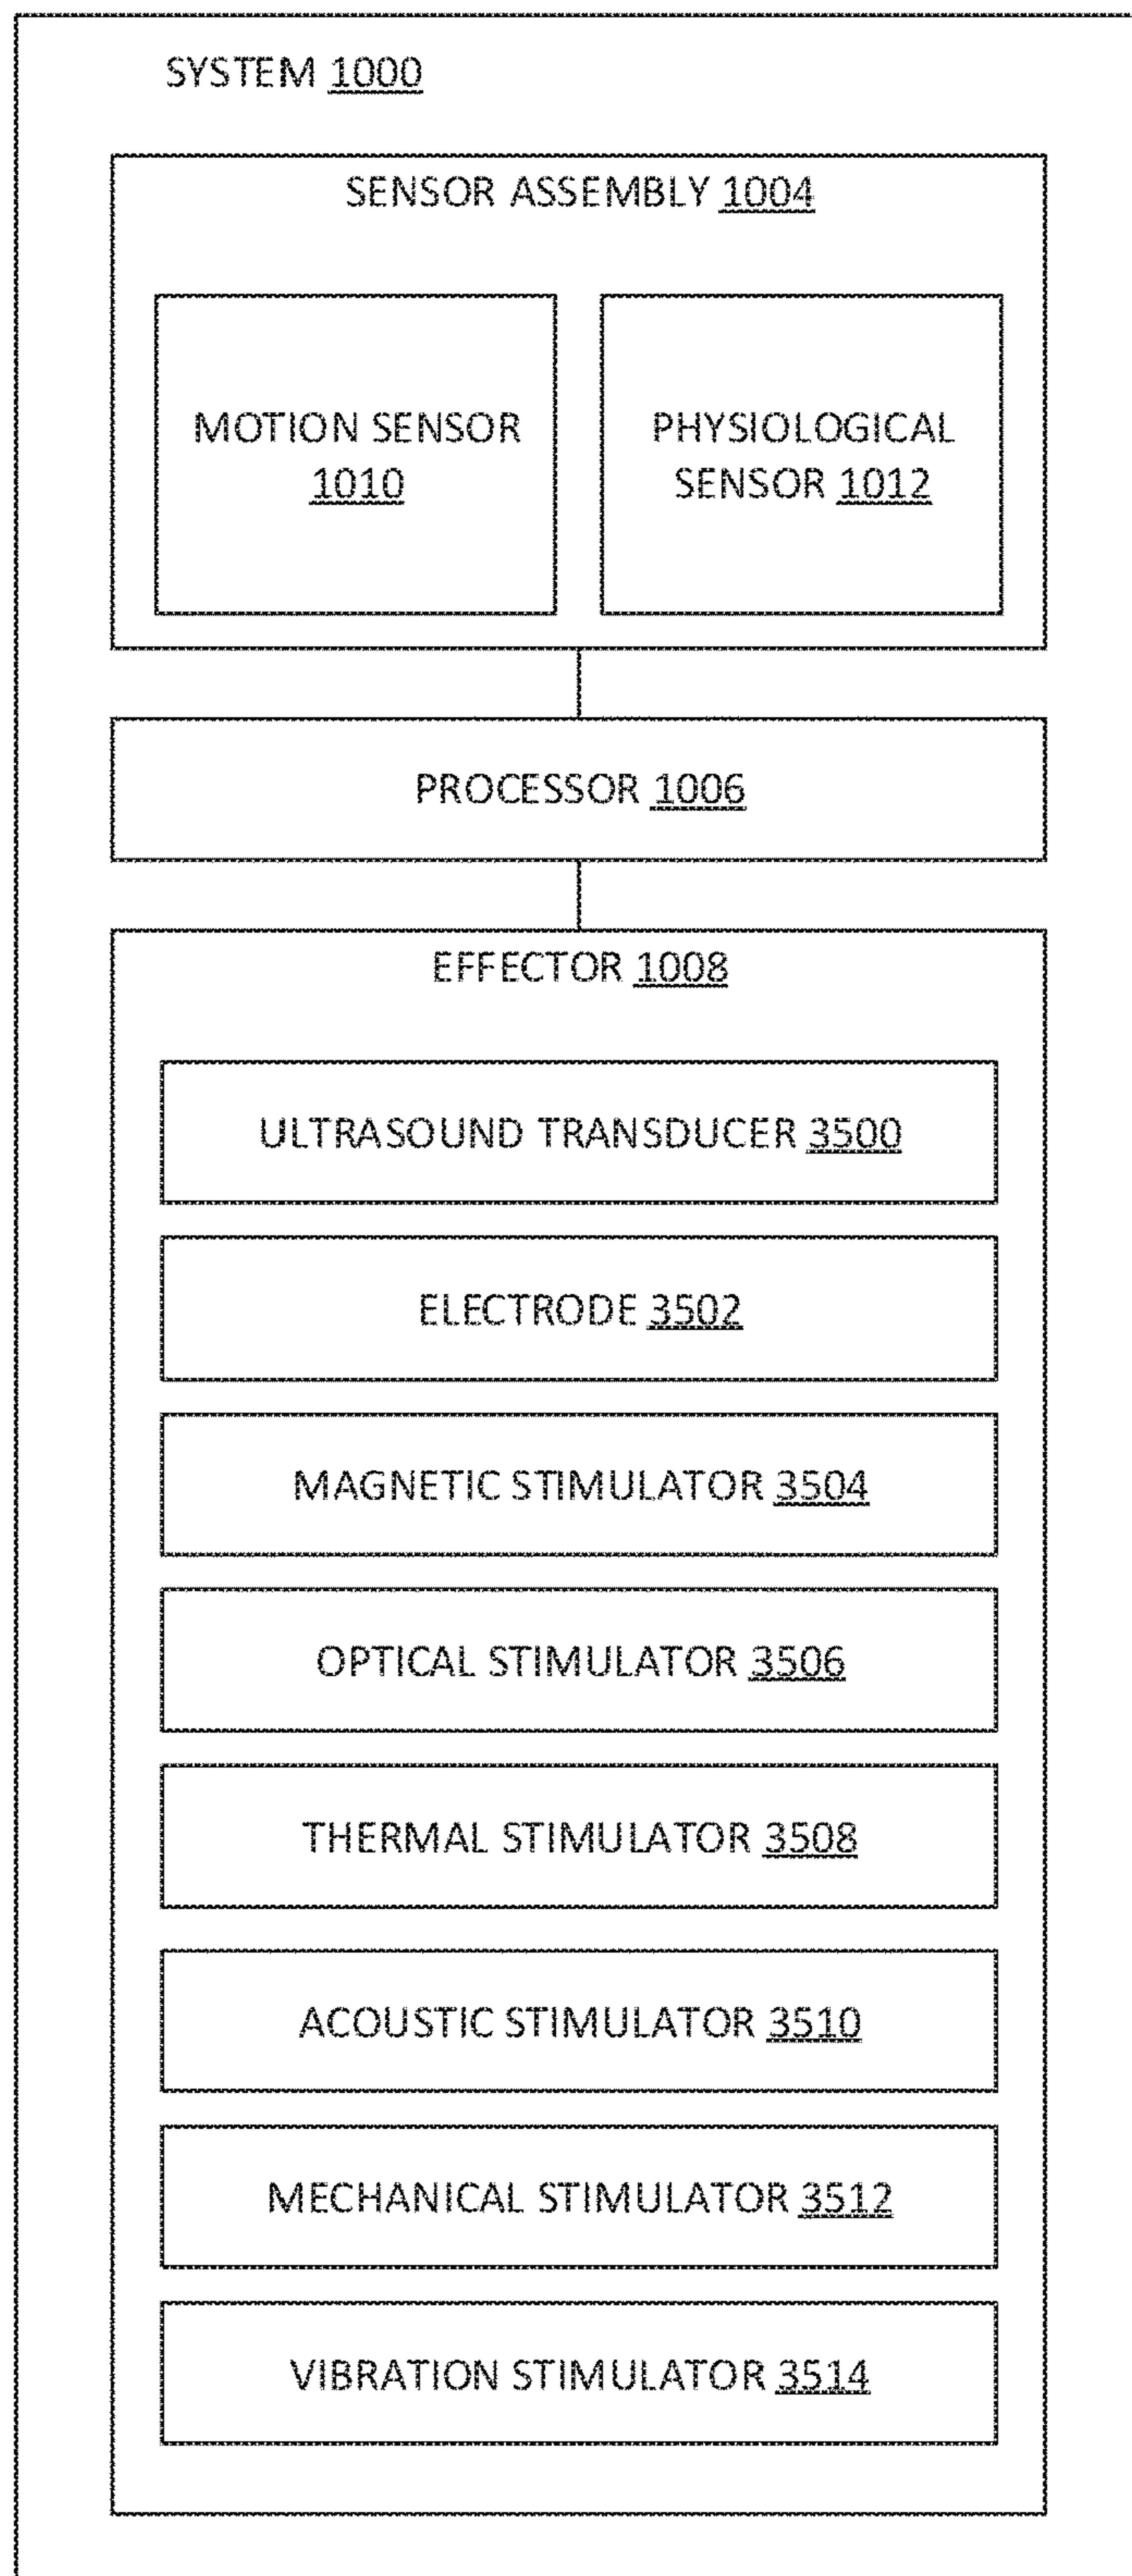 SYSTEM 1000
SENSOR ASSEMBLY 1004
MOTION SENSOR
1010
PHYSIOLOGICAL
SENSOR 1012
PROCESSOR 1006
EFFECTOR 1008
ULTRASOUND TRANSDUCER 3500
ELECTRODE 3502
MAGNETIC STIMULATOR 3504
OPTICAL STIMULATOR 3506
THERMAL STIMULATOR 3508
ACOUSTIC STIMULATOR 3510
MECHANICAL STIMULATOR 3512
VIBRATION STIMULATOR 3514